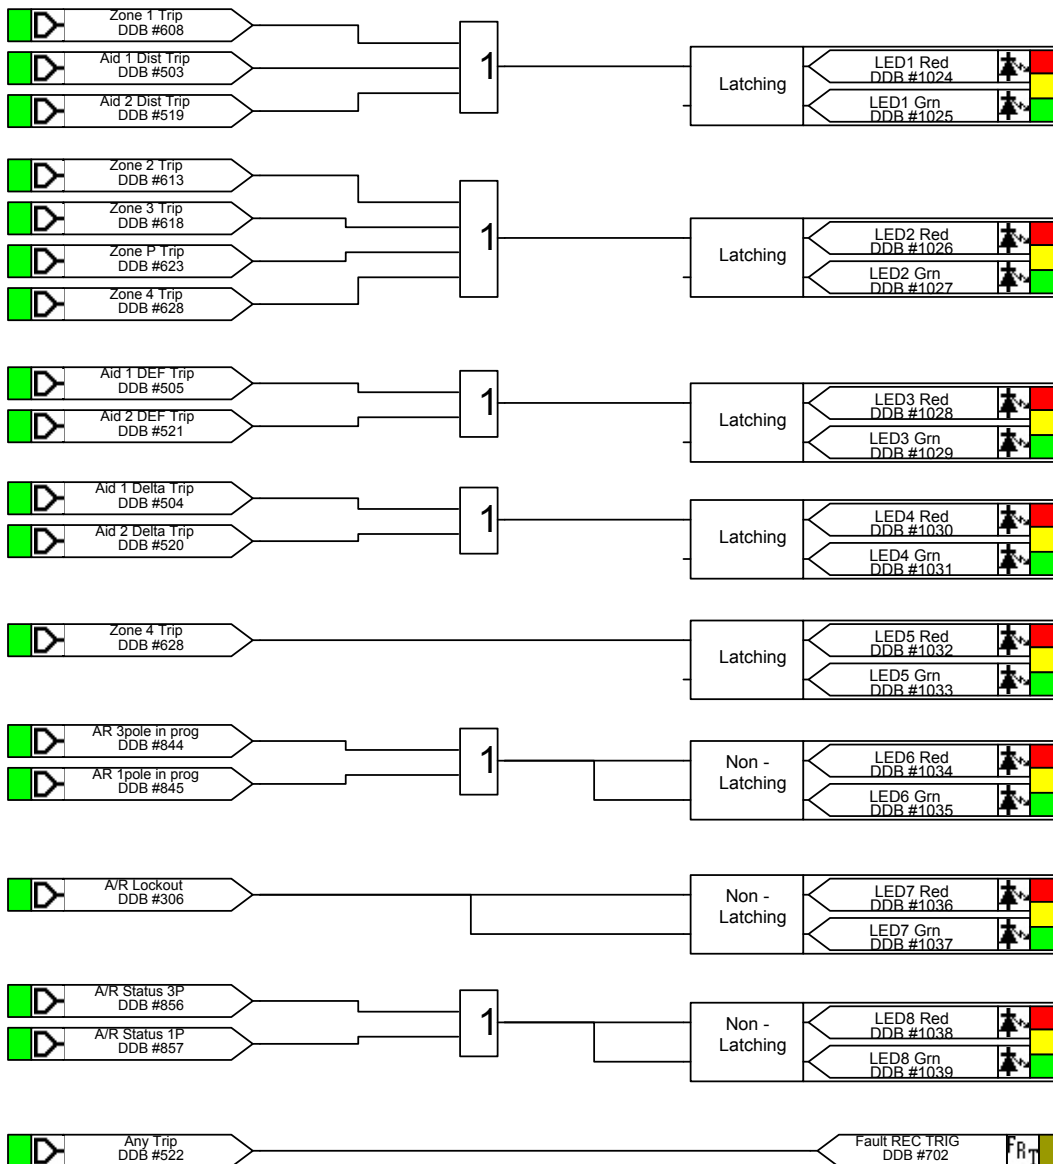 Zone 1 Trip
DDB #608
Aid 1 Dist Trip
DDB #503
Aid 2 Dist Trip
DDB #519
1
Latching
LED1 Red
DDB #1024
LED1 Grn
DDB #1025
Zone 2 Trip
DDB #613
Zone 3 Trip
DDB #618
Zone P Trip
DDB #623
Zone 4 Trip
DDB #628
1
Latching
LED2 Red
DDB #1026
LED2 Grn
DDB #1027
Aid 1 DEF Trip
DDB #505
Aid 2 DEF Trip
DDB #521
1
Latching
LED3 Red
DDB #1028
LED3 Grn
DDB #1029
Aid 1 Delta Trip
DDB #504
Aid 2 Delta Trip
DDB #520
1
Latching
LED4 Red
DDB #1030
LED4 Grn
DDB #1031
Zone 4 Trip
DDB #628
Latching
LED5 Red
DDB #1032
LED5 Grn
DDB #1033
AR 3pole in prog
DDB #844
AR 1pole in prog
DDB #845
1
Non -
Latching
LED6 Red
DDB #1034
LED6 Grn
DDB #1035
A/R Lockout
DDB #306
Non -
Latching
LED7 Red
DDB #1036
LED7 Grn
DDB #1037
A/R Status 3P
DDB #856
A/R Status 1P
DDB #857
1
Non -
Latching
LED8 Red
DDB #1038
LED8 Grn
DDB #1039
Any Trip
DDB #522
Fault REC TRIG
DDB #702
FRT